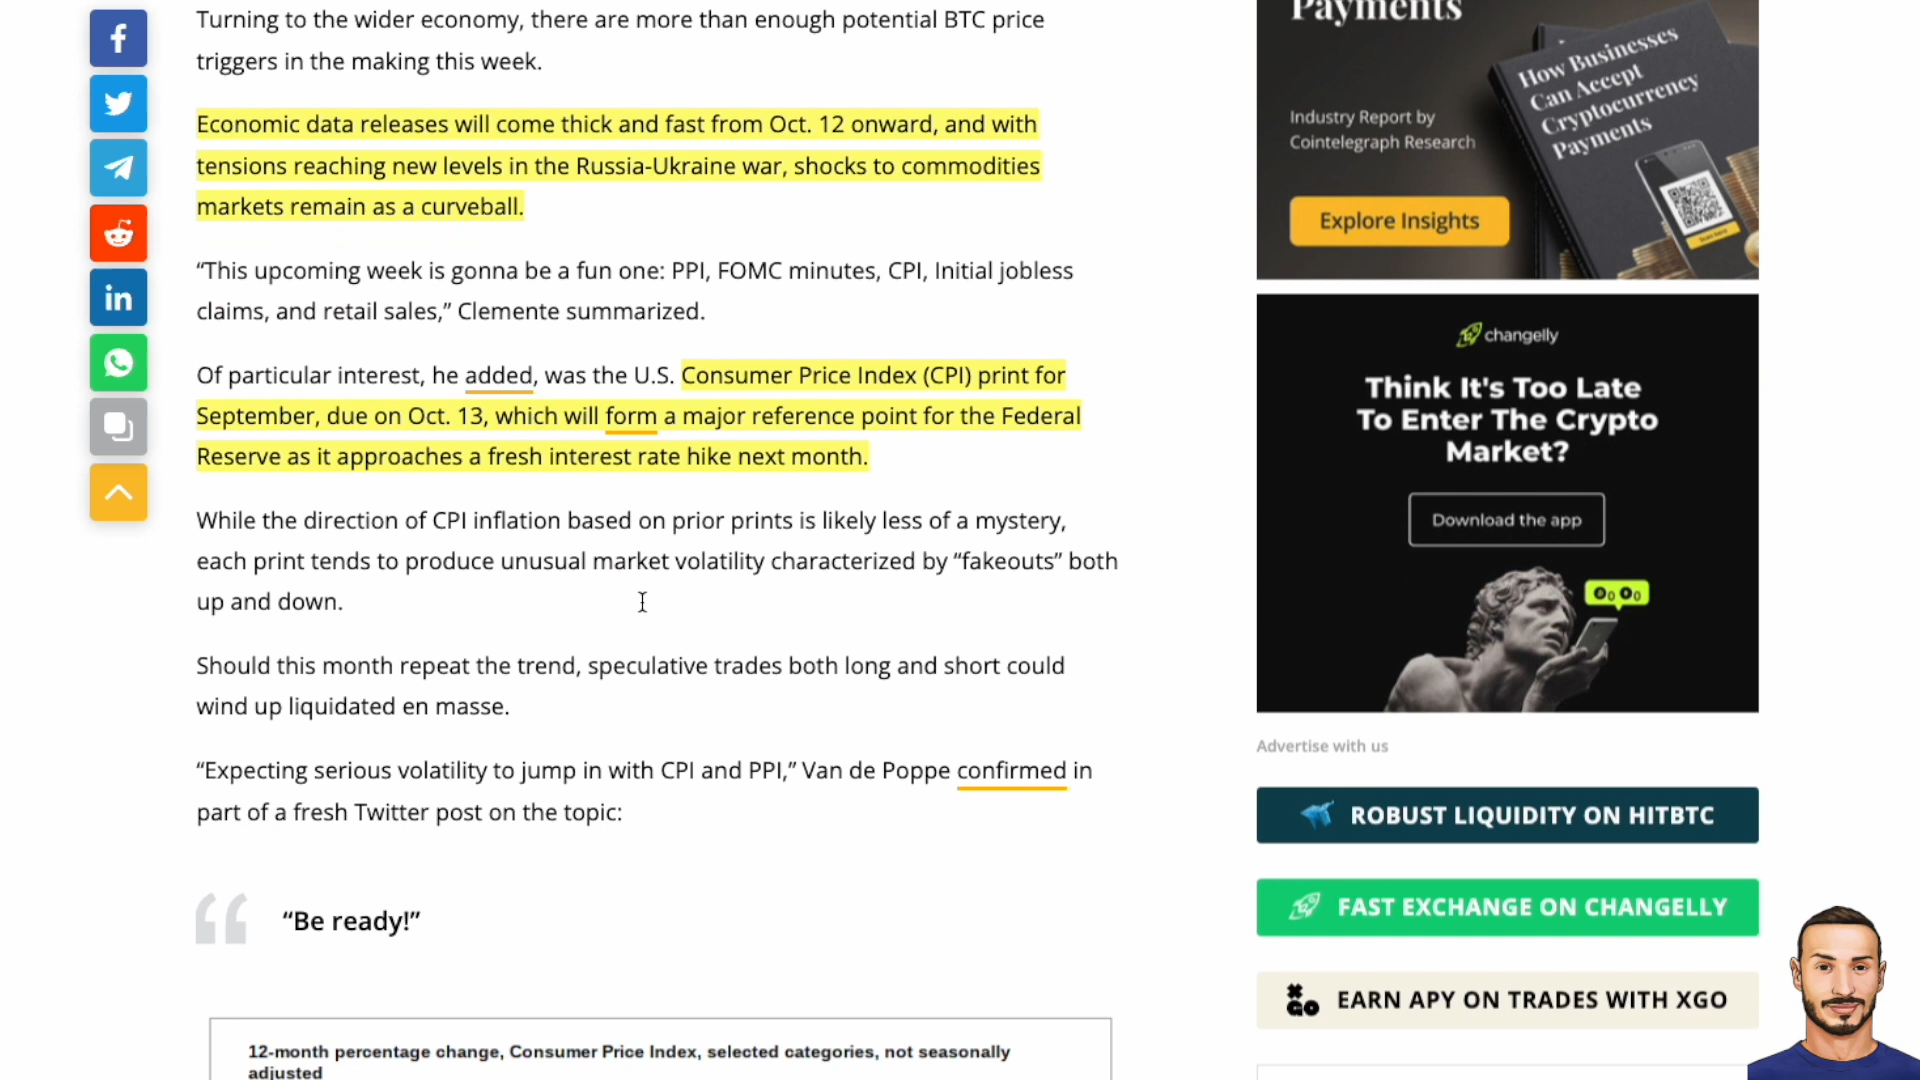 Turning to the wider economy, there are more than enough potential BTC price
triggers in the making this week.
Economic data releases will come thick and fast from Oct. 12 onward, and with
tensions reaching new levels in the Russia-Ukraine war, shocks to commodities
markets remain as a curveball.
“This upcoming week is gonna be a fun one: PPI, FOMC minutes, CPI, Initial jobless
claims, and retail sales,” Clemente summarized.
Of particular interest, he added, was the U.S. Consumer Price Index (CPI) print for
September, due on Oct. 13, which will form a major reference point for the Federal
Reserve as it approaches a fresh interest rate hike next month.
While the direction of CPI inflation based on prior prints is likely less of a mystery,
each print tends to produce unusual market volatility characterized by “fakeouts” both
up and down.
Should this month repeat the trend, speculative trades both long and short could
wind up liquidated en masse.
“Expecting serious volatility to jump in with CPI and PPI,” Van de Poppe confirmed in
part of a fresh Twitter post on the topic:
“Be ready!”
12-month percentage change, Consumer Price Index, selected categories, not seasonally
adjusted
Payments
Industry Report by
Cointelegraph Research
Explore Insights
How Businesses
Can Accept
Cryptocurrency
Payments
changelly
Think It's Too Late
To Enter The Crypto
Market?
Download the app
Advertise with us
ROBUST LIQUIDITY ON HITBTC
FAST EXCHANGE ON CHANGELLY
XGO
EARN APY ON TRADES WITH XGO